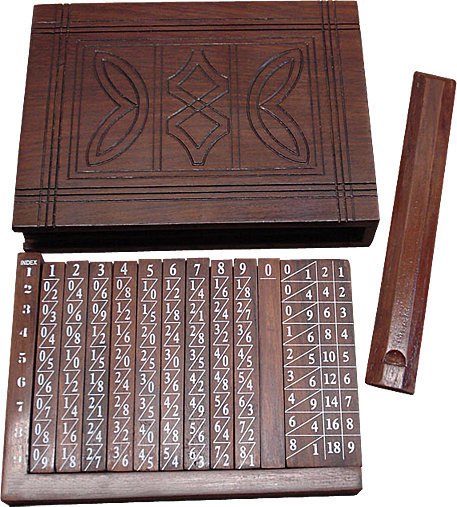 INDEX
1 1 2 3 4 5 6 7 8 9 0 0/1 2 1
2 0/2 0/4 0/6 0/8 1/0 1/2 1/4 1/6 1/8 0/4 4 2
3 0/3 0/6 0/9 1/2 1/5 1/8 2/1 2/4 2/7 0/9 6 3
4 0/4 0/8 1/2 1/6 2/0 2/4 2/8 3/2 3/6 1/6 8 4
5 0/5 1/0 1/5 2/0 2/5 3/0 3/5 4/0 4/5 2/5 10 5
6 0/6 1/2 1/8 2/4 3/0 3/6 4/2 4/8 5/4 3/6 12 6
7 0/7 1/4 2/1 2/8 3/5 4/2 4/9 5/6 6/3 4/9 14 7
8 0/8 1/6 2/4 3/2 4/0 4/8 5/6 6/4 7/2 6/4 16 8
9 0/9 1/8 2/7 3/6 4/5 5/4 6/3 7/2 8/1 8/1 18 9